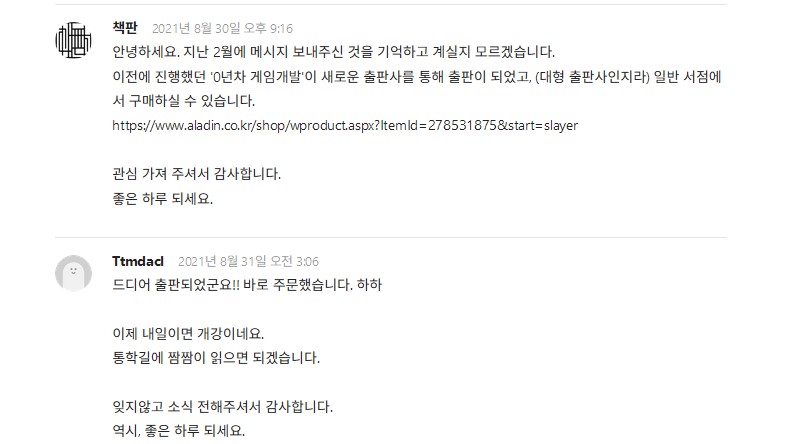 책판 2021년 8월 30일 오후 9:16
안녕하세요. 지난 2월에 메시지 보내주신 것을 기억하고 계실지 모르겠습니다.
이전에 진행했던 '0년차 게임개발'이 새로운 출판사를 통해 출판이 되었고, (대형 출판사인지라) 일반 서점에
서 구매하실 수 있습니다.
https://www.aladin.co.kr/shop/wproduct.aspx?ItemId=278531875&start=slayer
관심 가져 주셔서 감사합니다.
좋은 하루 되세요.
Ttmdacl 2021년 8월 31일 오전 3:06
드디어 출판되었군요!! 바로 주문했습니다. 하하
이제 내일이면 개강이네요.
통학길에 짬짬이 읽으면 되겠습니다.
잊지않고 소식 전해주셔서 감사합니다.
역시, 좋은 하루 되세요.